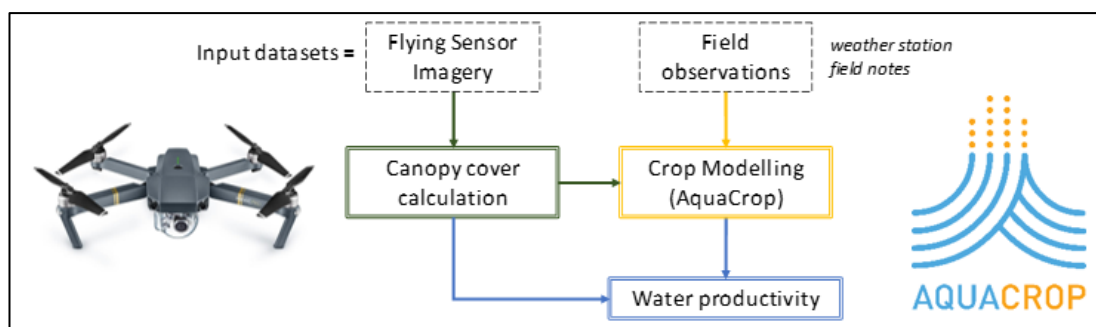 Input datasets =
Flying Sensor
Imagery
Field
observations
weather station
field notes
Canopy cover
calculation
Crop Modelling
(AquaCrop)
Water productivity
AQUACROP